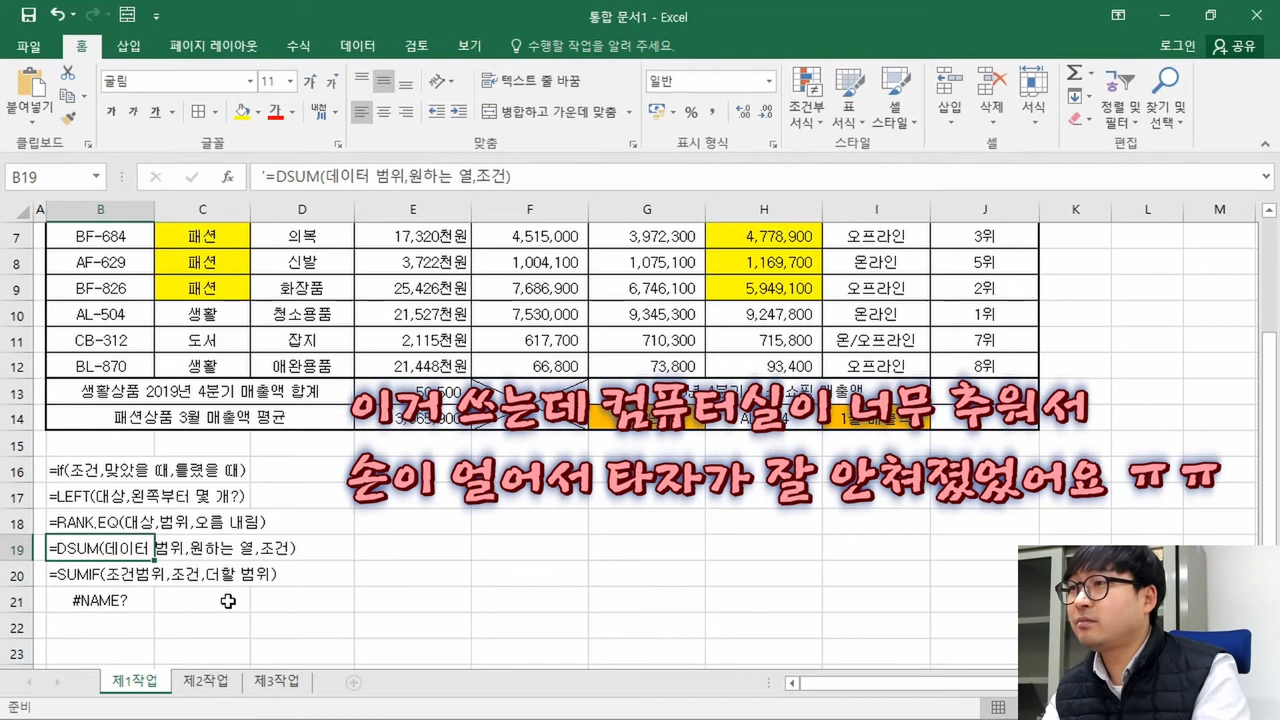 통합 문서1 - Excel
파일 홈 삽입 페이지 레이아웃 수식 데이터 검토 보기 수행할 작업을 알려 주세요. 로그인 공유
붙여넣기 굴림 11 가 가 텍스트 줄 바꿈 일반 조건부 서식 표 서식 셀 스타일 삽입 삭제 서식 정렬 및 필터 찾기 및 선택
가 가 가 가 병합하고 가운데 맞춤 %
클립보드 글꼴 맞춤 표시 형식 스타일 셀 편집
B19 fx '=DSUM(데이터 범위,원하는 열,조건)
A B C D E F G H I J K L M
7 BF-684 패션 의복 17,320천원 4,515,000 3,972,300 4,778,900 오프라인 3위
8 AF-629 패션 신발 3,722천원 1,004,100 1,075,100 1,169,700 온라인 5위
9 BF-826 패션 화장품 25,426천원 7,686,900 6,746,100 5,949,100 오프라인 2위
10 AL-504 생활 청소용품 21,527천원 7,530,000 9,345,300 9,247,800 온라인 1위
11 CB-312 도서 잡지 2,115천원 617,700 710,300 715,800 온/오프라인 7위
12 BL-870 생활 애완용품 21,448천원 66,800 73,800 93,400 오프라인 8위
13 생활상품 2019년 4분기 매출액 합계
14 패션상품 3월 매출액 평균
이거 쓰는데 컴퓨터실이 너무 추워서
15
16 =if(조건,맞았을 때,틀렸을 때)
손이 얼어서 타자가 잘 안쳐졌었어요 ㅠㅠ
17 =LEFT(대상,왼쪽부터 몇 개?)
18 =RANK.EQ(대상,범위,오름 내림)
19 =DSUM(데이터 범위,원하는 열,조건)
20 =SUMIF(조건범위,조건,더할 범위)
21 #NAME?
22
23
제1작업 제2작업 제3작업
준비